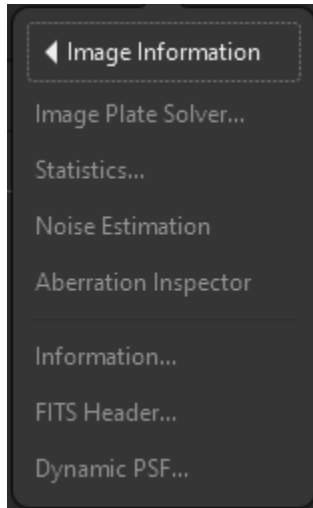 Image Information
Image Plate Solver...
Statistics...
Noise Estimation
Aberration Inspector
Information...
FITS Header...
Dynamic PSF...